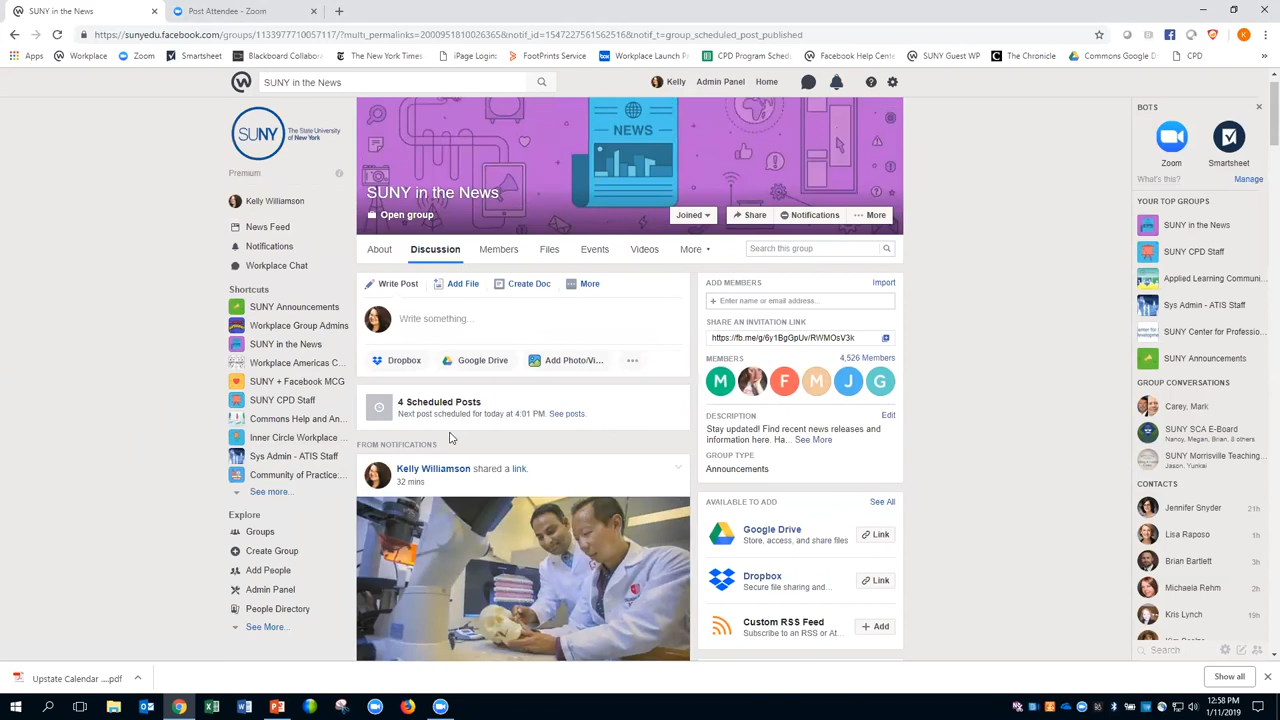 SUNY in the News
Post Attendee - Zoom
https://sunyedu.facebook.com/groups/1133977710057117/?multi_permalinks=2000951810026365&notif_id=1547227561562516&notif_t=group_scheduled_post_published
Apps Workplace Zoom Smartsheet Blackboard Collabora The New York Times iPage Login: FootPrints Service Workplace Launch Pa CPD Program Schedu Facebook Help Cente SUNY Guest WP The Chronicle Commons Google D CPD
SUNY in the News
Kelly Admin Panel Home
SUNY The State University of New York
Premium
Kelly Williamson
News Feed
Notifications
Workplace Chat
Shortcuts
SUNY Announcements
Workplace Group Admins
SUNY in the News
Workplace Americas C...
SUNY + Facebook MCG
SUNY CPD Staff
Commons Help and An...
Inner Circle Workplace ...
Sys Admin - ATIS Staff
Community of Practice:...
See more...
Explore
Groups
Create Group
Add People
Admin Panel
People Directory
See More...
NEWS
SUNY in the News
Open group
Joined Share Notifications ··· More
About Discussion Members Files Events Videos More
Search this group
Write Post Add File Create Doc More
Write something...
Dropbox Google Drive Add Photo/Vi...
4 Scheduled Posts
Next post scheduled for today at 4:01 PM. See posts.
FROM NOTIFICATIONS
Kelly Williamson shared a link.
32 mins
ADD MEMBERS Import
+ Enter name or email address...
SHARE AN INVITATION LINK
https://fb.me/g/6y1BgGpUv/RWMOsV3k
MEMBERS 4,526 Members
M F M J G
DESCRIPTION Edit
Stay updated! Find recent news releases and
information here. Ha... See More
GROUP TYPE
Announcements
AVAILABLE TO ADD See All
Google Drive
Store, access, and share files
Link
Dropbox
Secure file sharing and...
Link
Custom RSS Feed
Subscribe to an RSS or At...
+ Add
BOTS
Zoom Smartsheet
What's this? Manage
YOUR TOP GROUPS
SUNY in the News
SUNY CPD Staff
Applied Learning Communi...
Sys Admin - ATIS Staff
SUNY Center for Professio...
SUNY Announcements
GROUP CONVERSATIONS
Carey, Mark
SUNY SCA E-Board
Nancy, Megan, Brian, 8 others
SUNY Morrisville Teaching...
Jason, Yunkai
CONTACTS
Jennifer Snyder 21h
Lisa Raposo 1h
Brian Bartlett 3h
Michaela Rehm 2h
Kris Lynch 19h
Search
Upstate Calendar ....pdf
Show all
12:58 PM
1/11/2019